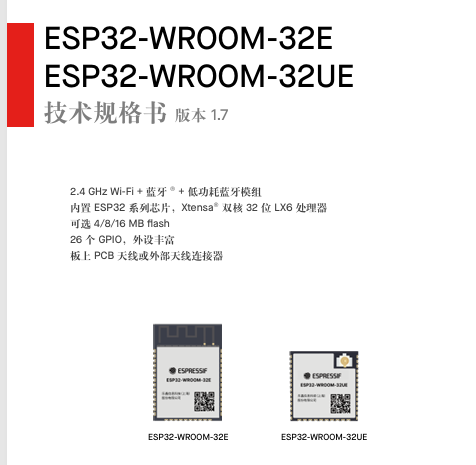 ESP32-WROOM-32E
ESP32-WROOM-32UE
技术规格书 版本 1.7
2.4 GHz Wi-Fi + 蓝牙 ® + 低功耗蓝牙模组
内置 ESP32 系列芯片，Xtensa® 双核 32 位 LX6 处理器
可选 4/8/16 MB flash
26 个 GPIO，外设丰富
板上 PCB 天线或外部天线连接器
ESPRESSIF
ESP32-WROOM-32E
ESPRESSIF
ESP32-WROOM-32UE
ESP32-WROOM-32E
ESP32-WROOM-32UE